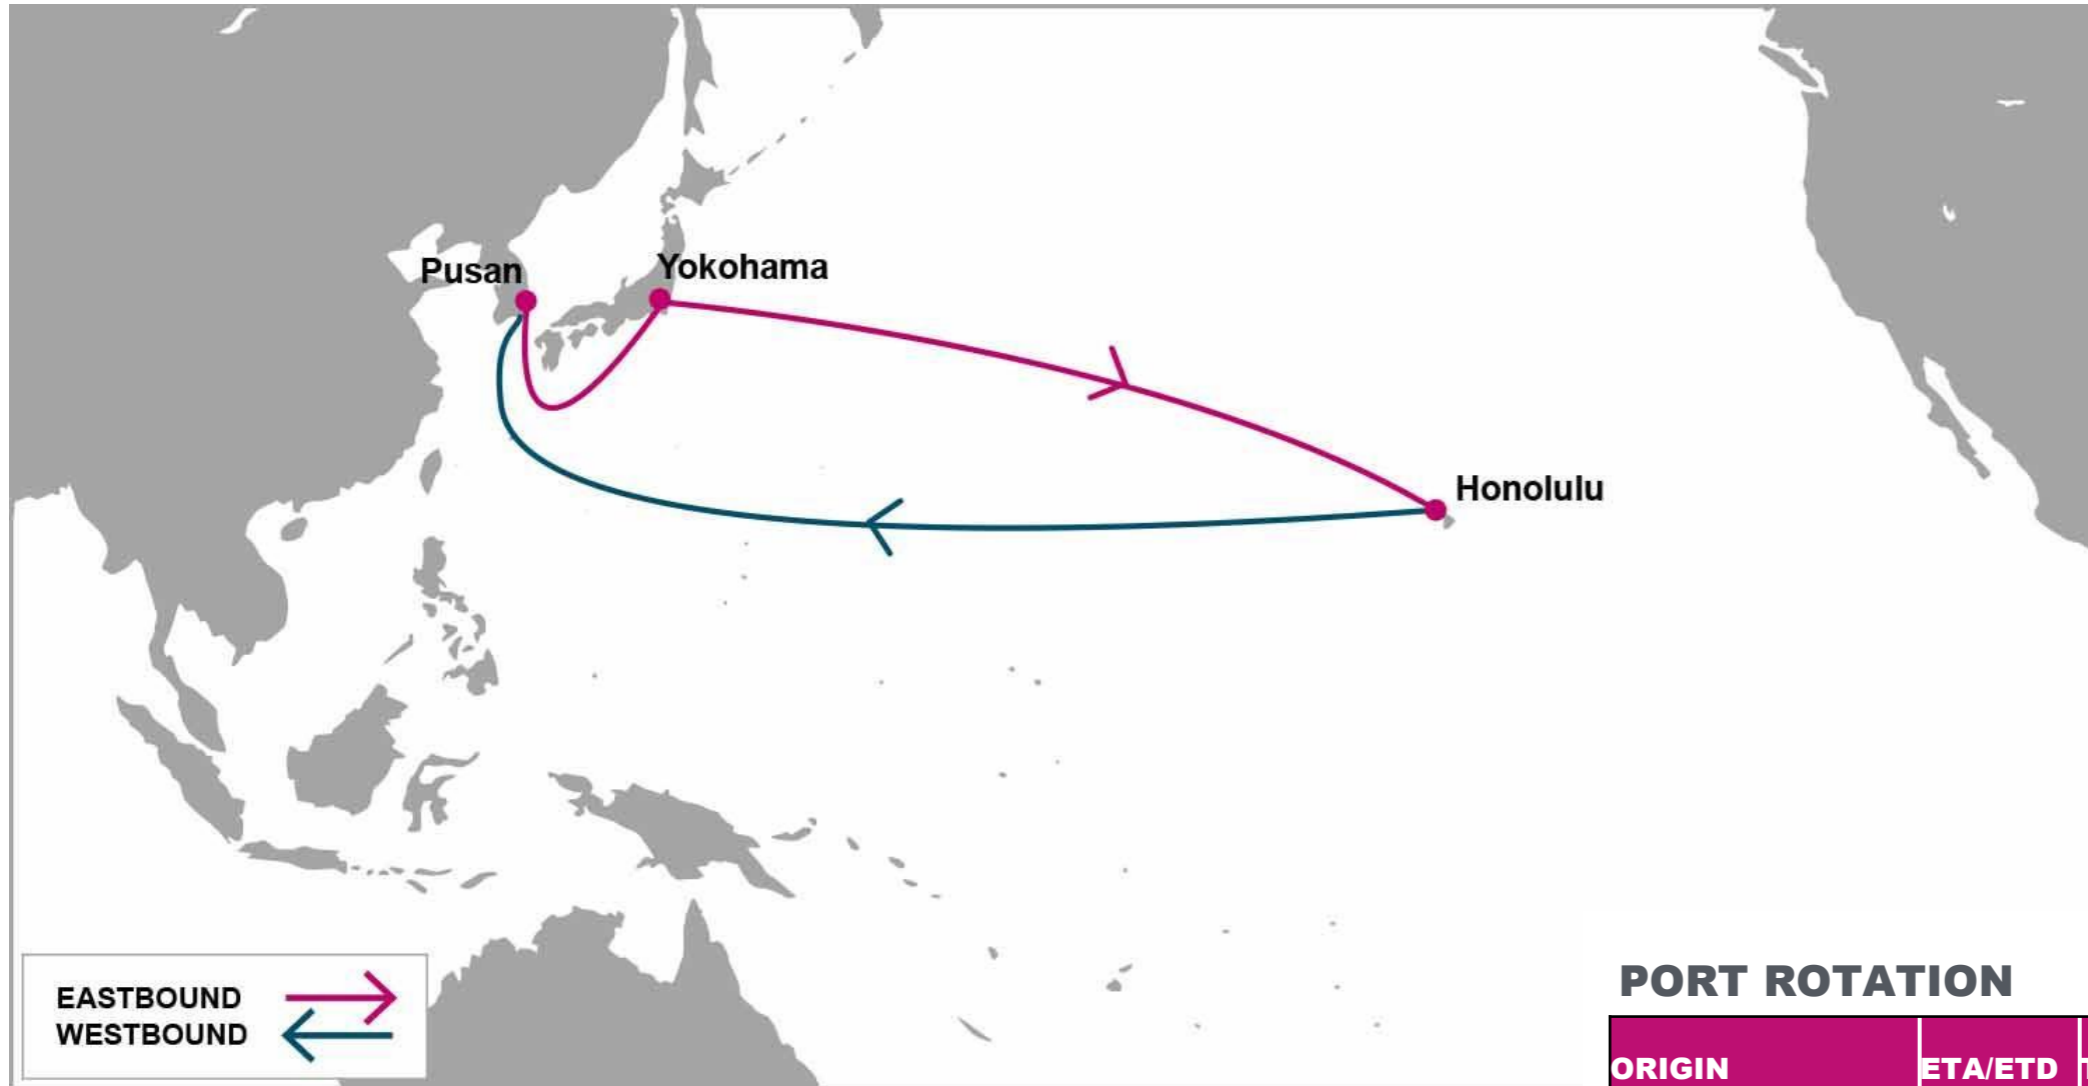 Pusan
Yokohama
Honolulu
EASTBOUND
WESTBOUND
PORT ROTATION
ORIGIN ETA/ETD